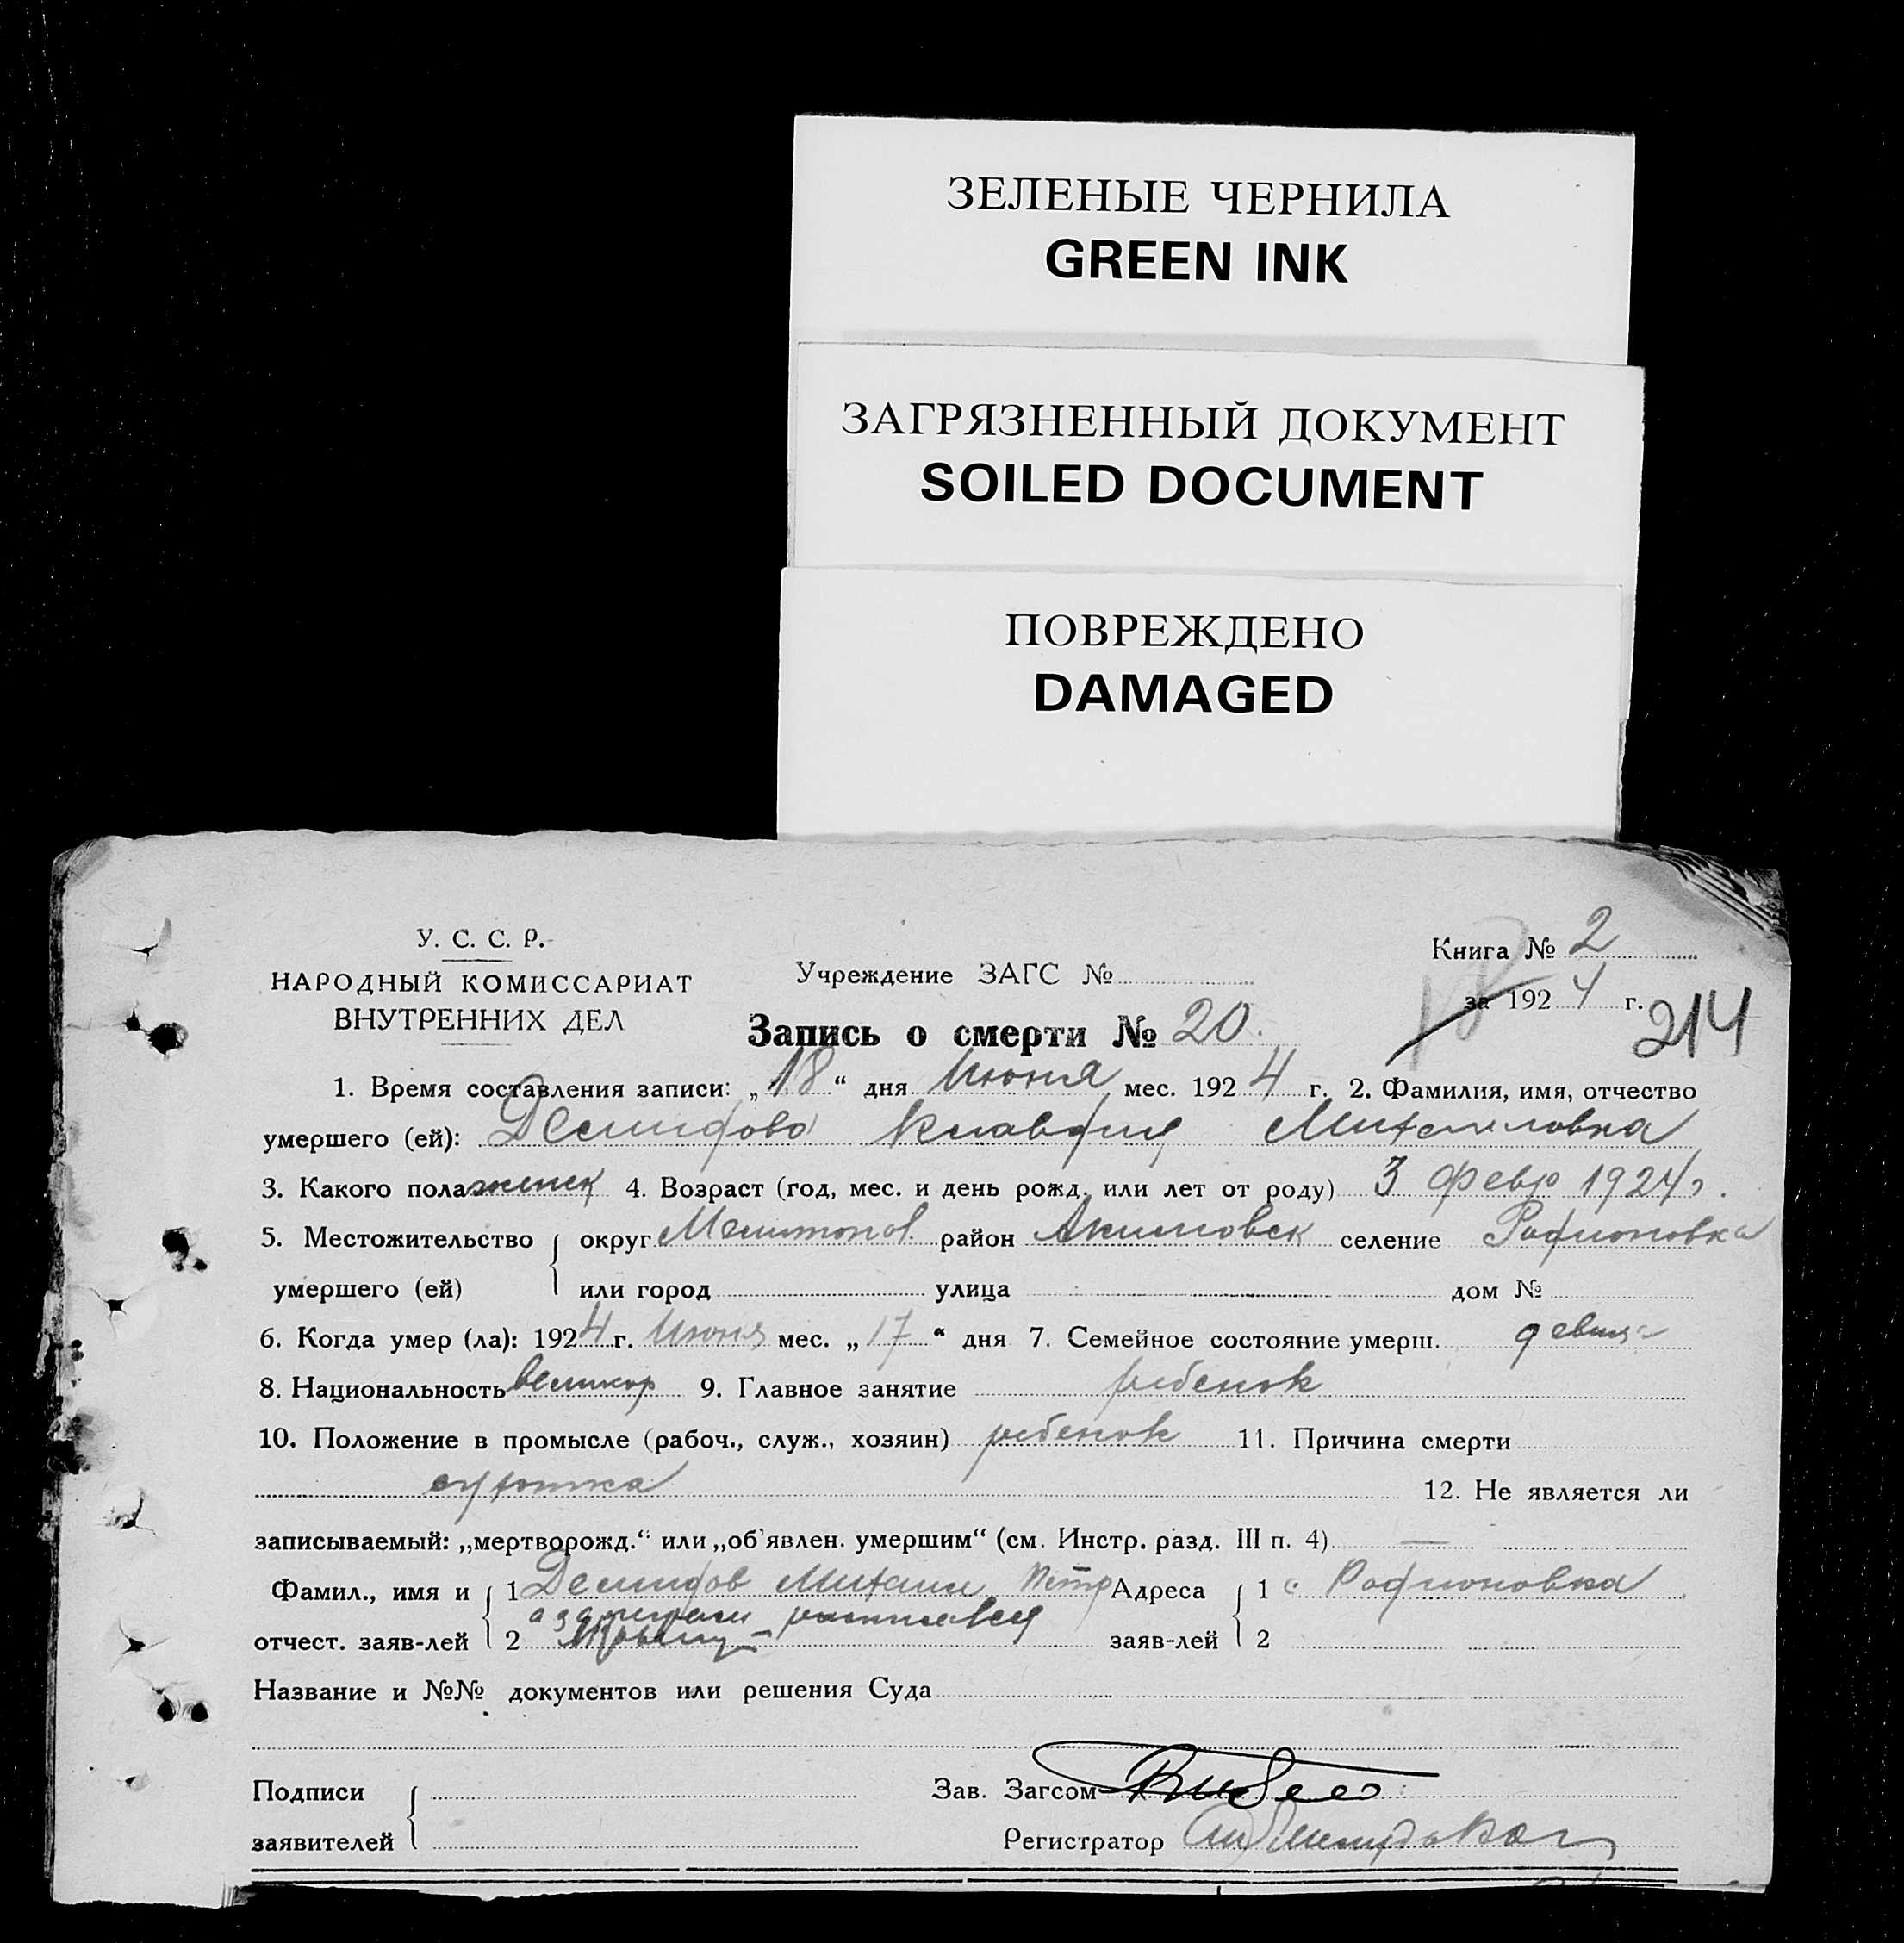 ЗЕЛЕНЫЕ ЧЕРНИЛА
GREEN INK
ЗАГРЯЗНЕННЫЙ ДОКУМЕНТ
SOILED DOCUMENT
ПОВРЕЖДЕНО
DAMAGED
У. С. С. Р.
НАРОДНЫЙ КОМИССАРИАТ
ВНУТРЕННИХ ДЕЛ
Учреждение ЗАГС №
Книга № 2
за 1924 г.
214
Запись о смерти № 20.
1. Время составления записи: „18“ дня Июня мес. 1924 г. 2. Фамилия, имя, отчество
умершего (ей): Демидова Клавдия Михайловна
3. Какого пола женск 4. Возраст (год, мес. и день рожд. или лет от роду) 3 февр 1924 г.
5. Местожительство округ Мелитопол. район Акимовск селение Родионовка
умершего (ей) или город улица дом №
6. Когда умер (ла): 1924 г. Июня мес. „17“ дня 7. Семейное состояние умерш. девица
8. Национальность великор 9. Главное занятие ребенок
10. Положение в промысле (рабоч., служ., хозяин) ребенок 11. Причина смерти
12. Не является ли
записываемый: „мертворожд.“ или „об'явлен. умершим“ (см. Инстр. разд. III п. 4) —
Фамил., имя и 1 Демидов Михаил Петр Адреса 1 с. Родионовка
отчест. заяв-лей 2 заяв-лей 2
Название и №№ документов или решения Суда
Подписи Зав. Загсом
заявителей Регистратор